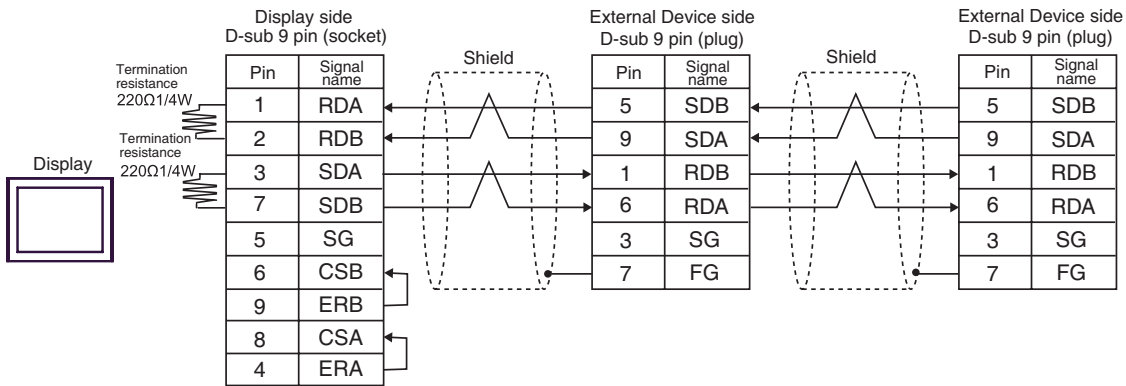 Display side
D-sub 9 pin (socket)
External Device side
D-sub 9 pin (plug)
External Device side
D-sub 9 pin (plug)
Termination
resistance
220Ω1/4W
Termination
resistance
220Ω1/4W
Display
Shield
Shield
Pin Signal name
1 RDA
2 RDB
3 SDA
7 SDB
5 SG
6 CSB
9 ERB
8 CSA
4 ERA
Pin Signal name
5 SDB
9 SDA
1 RDB
6 RDA
3 SG
7 FG
Pin Signal name
5 SDB
9 SDA
1 RDB
6 RDA
3 SG
7 FG